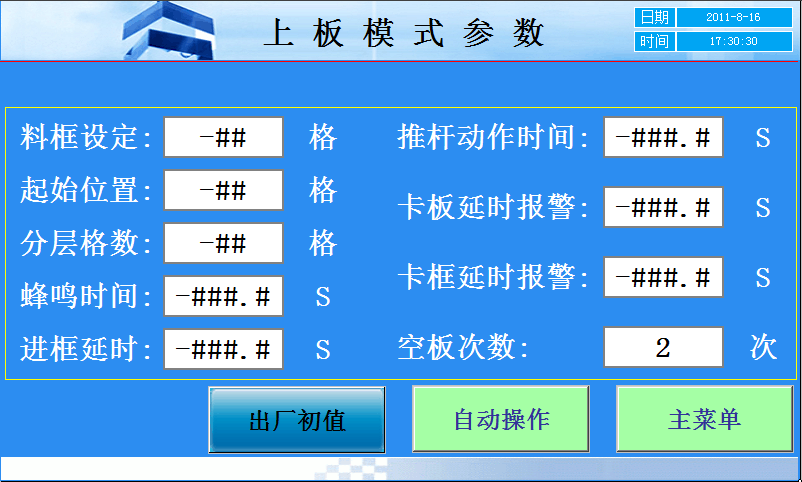 上板模式参数
日期 2011-8-16
时间 17:30:30
料框设定: -## 格
起始位置: -## 格
分层格数: -## 格
蜂鸣时间: -###.# S
进框延时: -###.# S
推杆动作时间: -###.# S
卡板延时报警: -###.# S
卡框延时报警: -###.# S
空板次数: 2 次
出厂初值 自动操作 主菜单